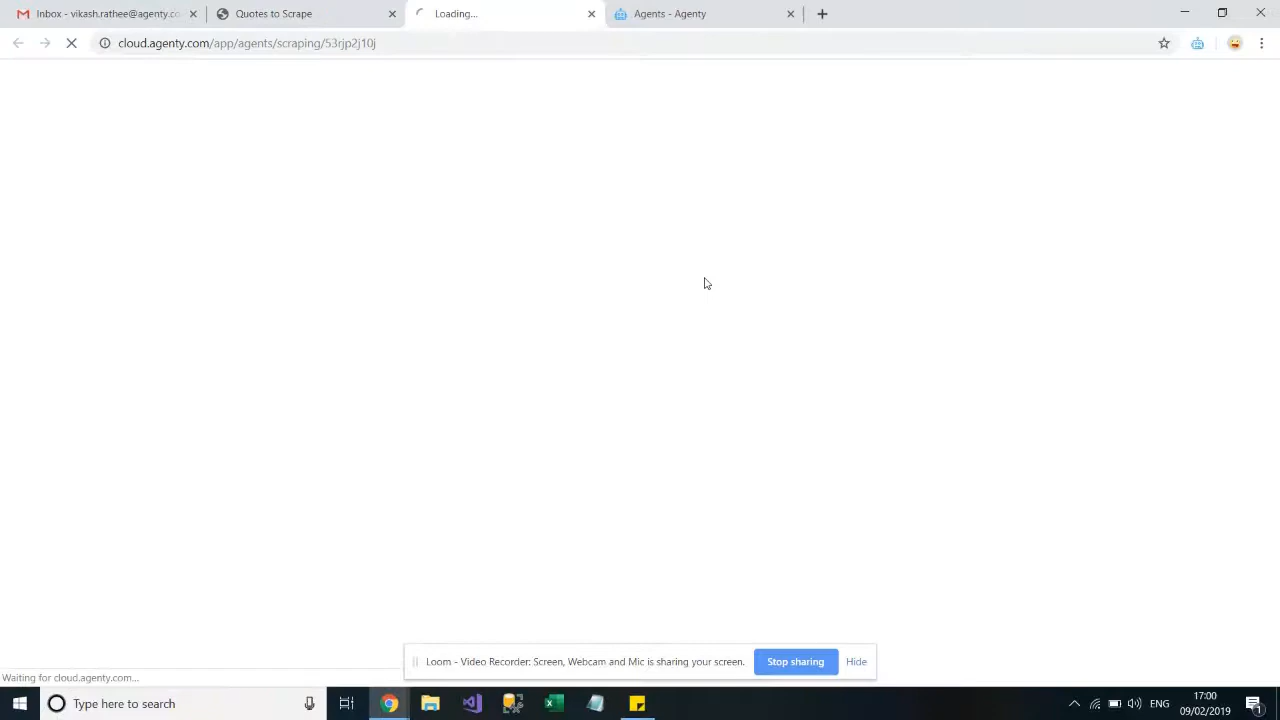 Inbox - vikash.rathee@agenty.co
Quotes to Scrape
Loading...
Agents - Agenty
cloud.agenty.com/app/agents/scraping/53rjp2j10j
Loom - Video Recorder: Screen, Webcam and Mic is sharing your screen.
Stop sharing
Hide
Waiting for cloud.agenty.com...
Type here to search
ENG
17:00
09/02/2019
1